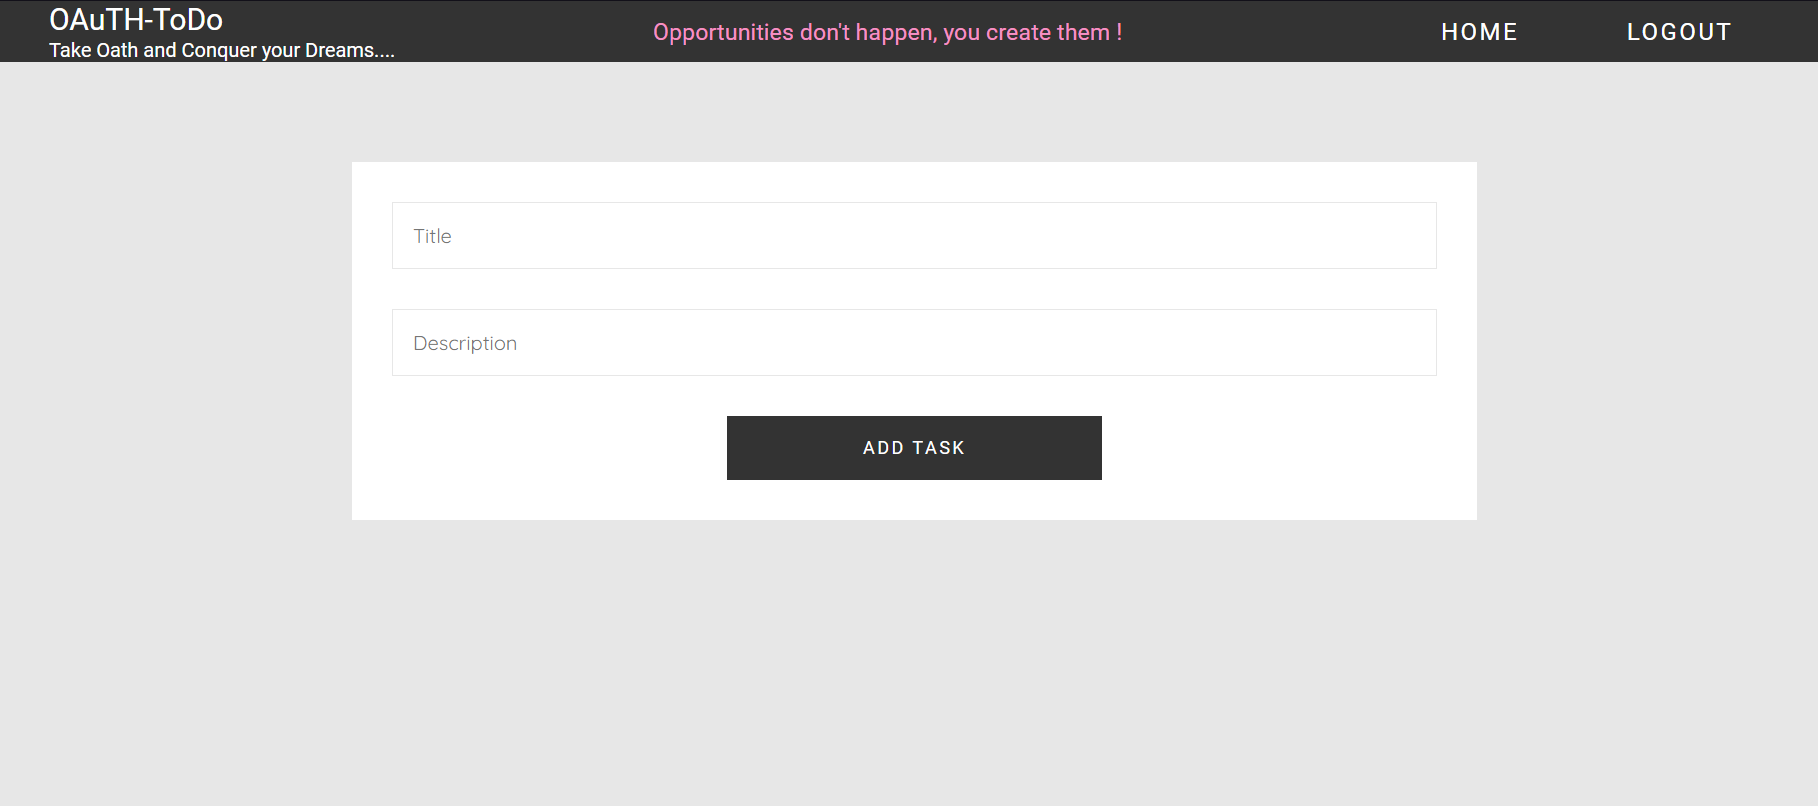 OAuTH-ToDo
Take Oath and Conquer your Dreams....
Opportunities don't happen, you create them !
HOME
LOGOUT
Title
Description
ADD TASK